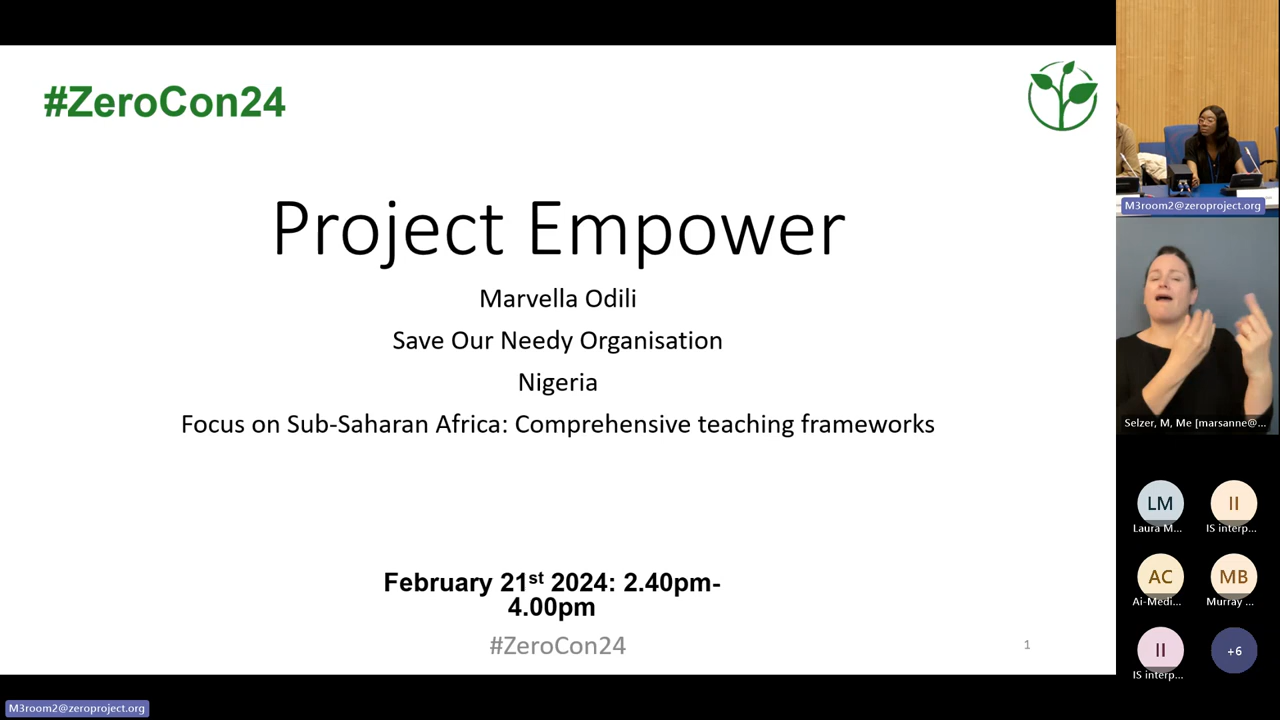 #ZeroCon24
Project Empower
Marvella Odili
Save Our Needy Organisation
Nigeria
Focus on Sub-Saharan Africa: Comprehensive teaching frameworks
February 21st 2024: 2.40pm-
4.00pm
#ZeroCon24
1
M3room2@zeroproject.org
M3room2@zeroproject.org
Selzer, M, Me [marsanne@...
LM
II
Laura M...
IS interp...
AC
MB
Ai-Medi...
Murray ...
II
+6
IS interp...